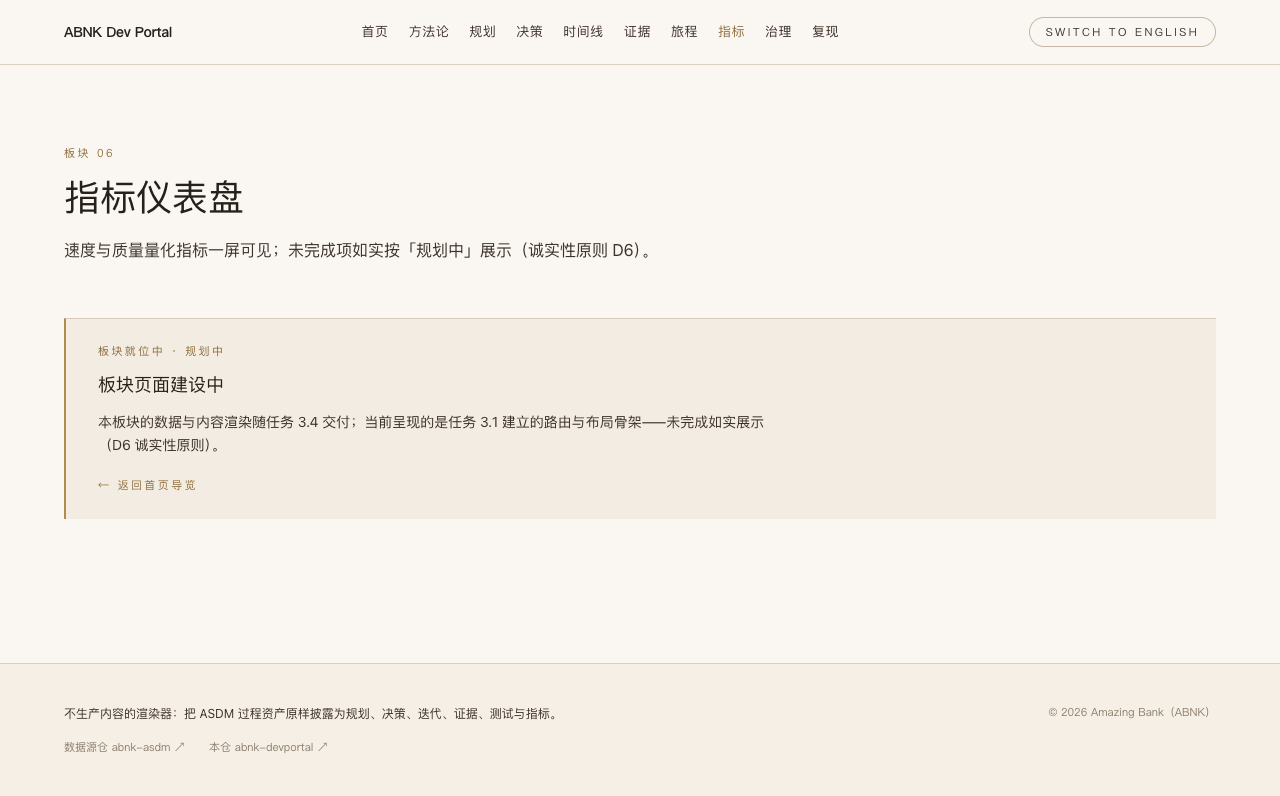 ABNK Dev Portal
首页 方法论 规划 决策 时间线 证据 旅程 指标 治理 复现
SWITCH TO ENGLISH
板块 06
指标仪表盘
速度与质量量化指标一屏可见；未完成项如实按「规划中」展示（诚实性原则 D6）。
板块就位中 · 规划中
板块页面建设中
本板块的数据与内容渲染随任务 3.4 交付；当前呈现的是任务 3.1 建立的路由与布局骨架——未完成如实展示
（D6 诚实性原则）。
← 返回首页导览
不生产内容的渲染器：把 ASDM 过程资产原样披露为规划、决策、迭代、证据、测试与指标。
© 2026 Amazing Bank（ABNK）
数据源仓 abnk-asdm ↗ 本仓 abnk-devportal ↗